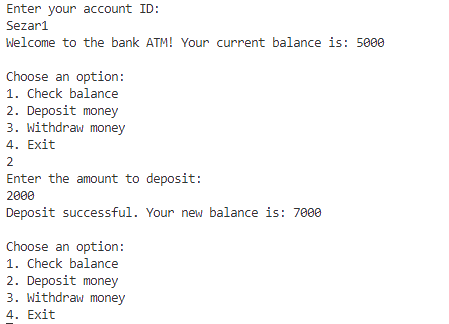 Enter your account ID:
Sezar1
Welcome to the bank ATM! Your current balance is: 5000
Choose an option:
1. Check balance
2. Deposit money
3. Withdraw money
4. Exit
2
Enter the amount to deposit:
2000
Deposit successful. Your new balance is: 7000
Choose an option:
1. Check balance
2. Deposit money
3. Withdraw money
4. Exit